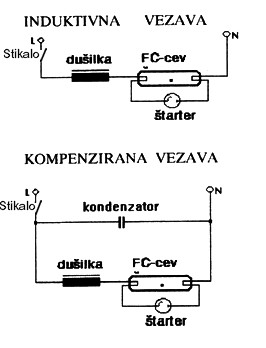 INDUKTIVNA VEZAVA
L
N
Stikalo
dušilka
FC-cev
štarter
KOMPENZIRANA VEZAVA
L
N
Stikalo
kondenzator
dušilka
FC-cev
štarter